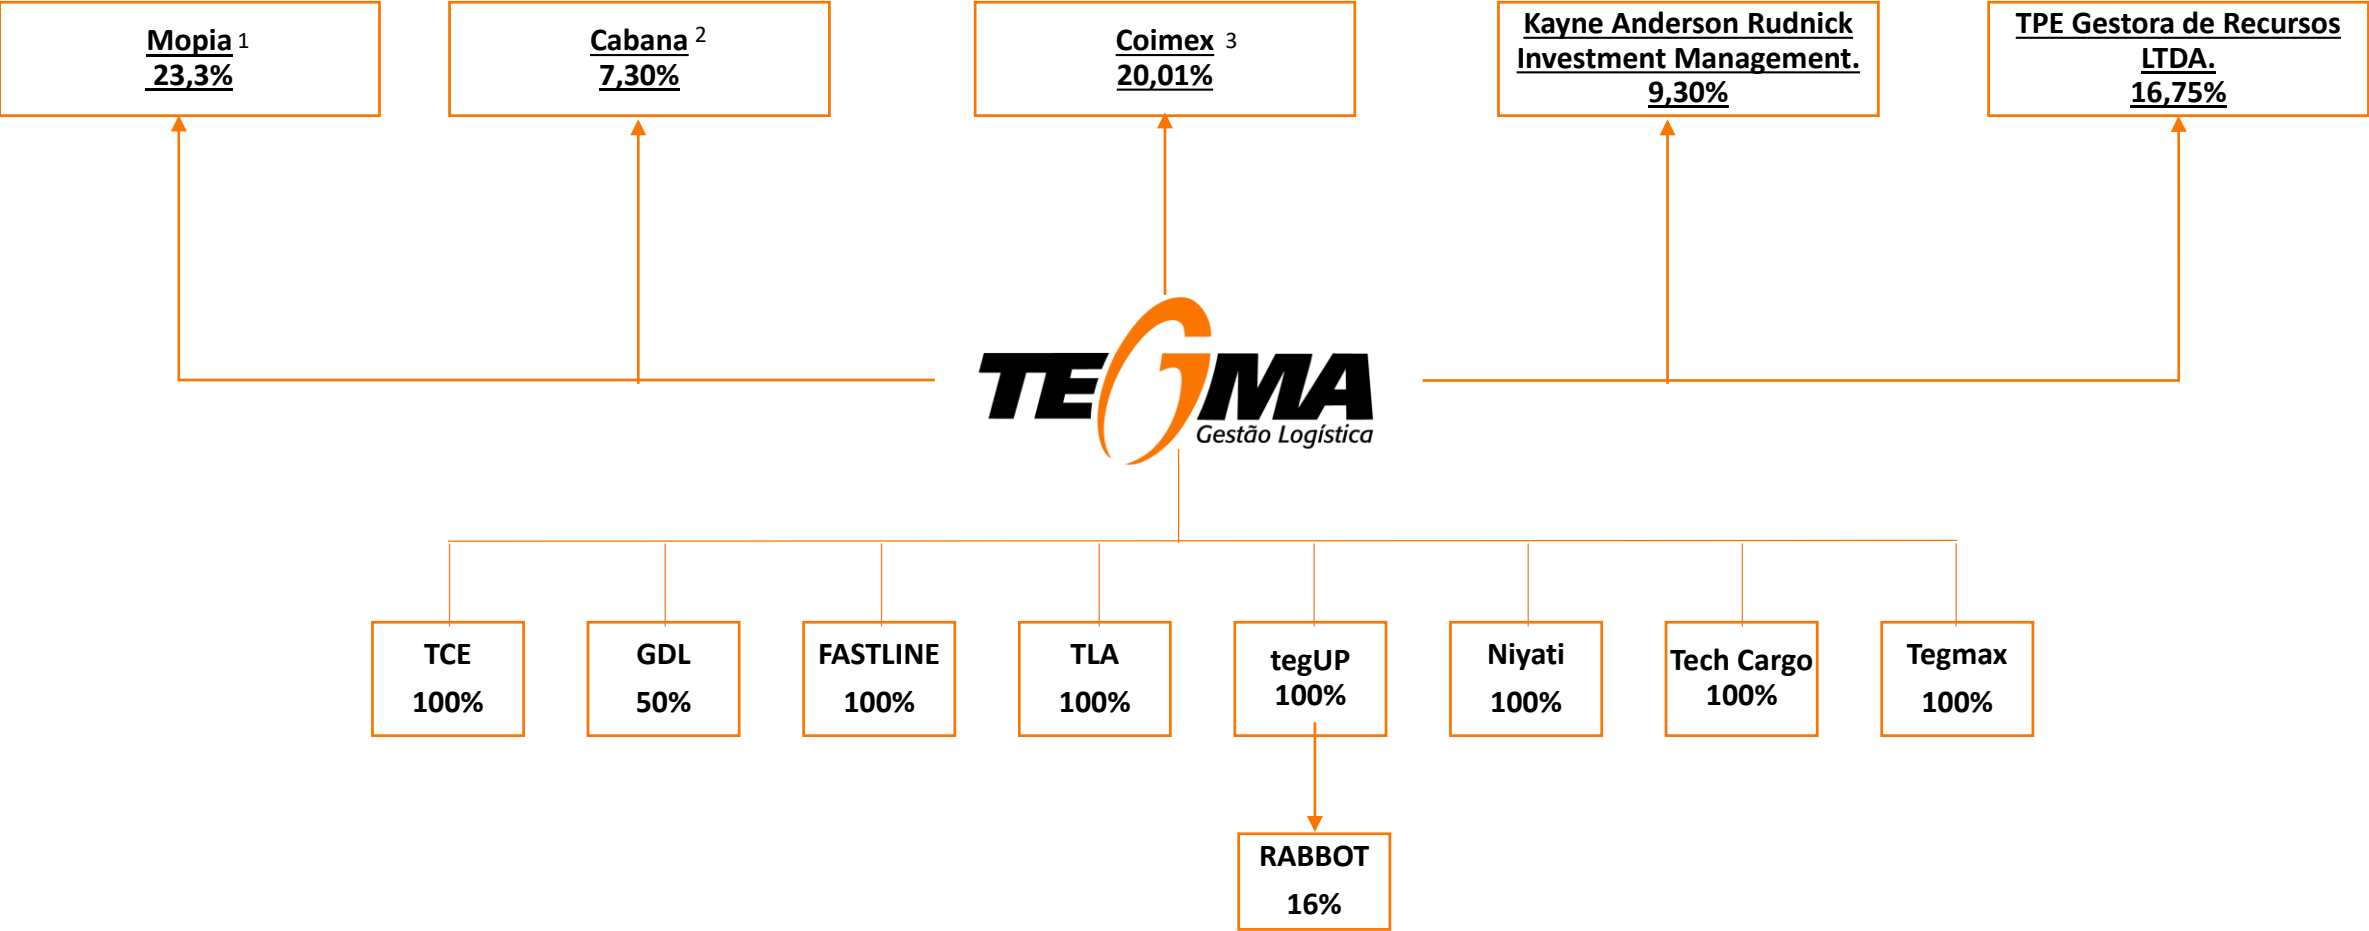 Mopia 1
23,3%
Cabana 2
7,30%
Coimex 3
20,01%
Kayne Anderson Rudnick
Investment Management.
9,30%
TPE Gestora de Recursos
LTDA.
16,75%
TEGMA
Gestão Logística
TCE
100%
GDL
50%
FASTLINE
100%
TLA
100%
tegUP
100%
Niyati
100%
Tech Cargo
100%
Tegmax
100%
RABBOT
16%